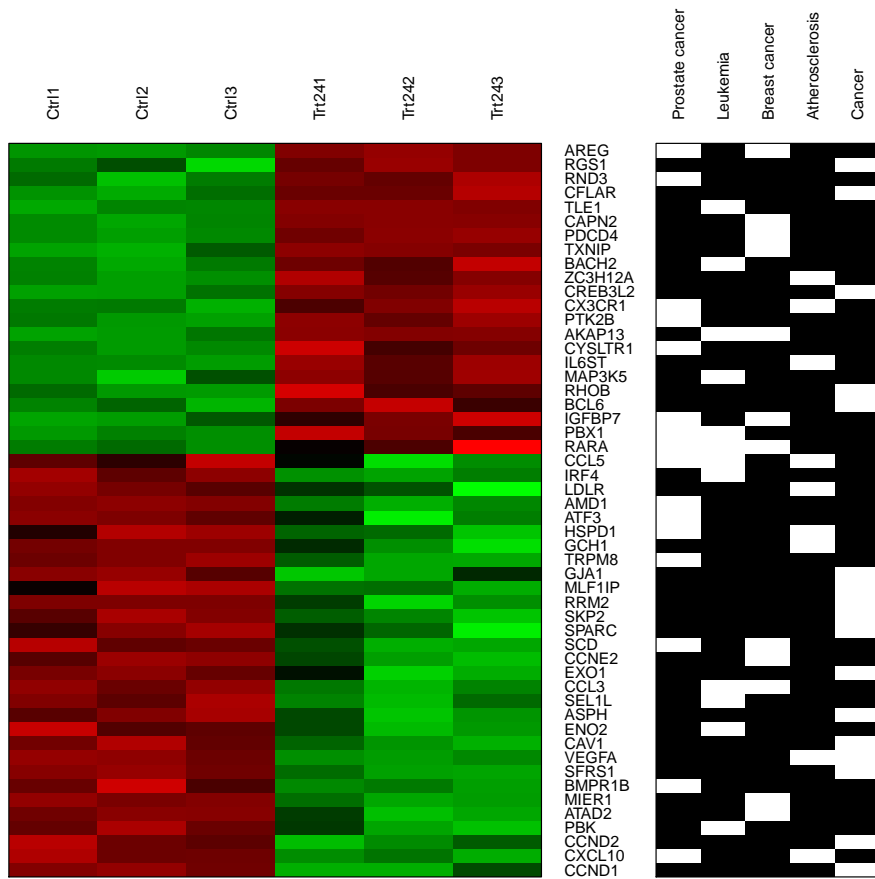 Ctrl1
Ctrl2
Ctrl3
Trt241
Trt242
Trt243
Prostate cancer
Leukemia
Breast cancer
Atherosclerosis
Cancer
AREG
RGS1
RND3
CFLAR
TLE1
CAPN2
PDCD4
TXNIP
BACH2
ZC3H12A
CREB3L2
CX3CR1
PTK2B
AKAP13
CYSLTR1
IL6ST
MAP3K5
RHOB
BCL6
IGFBP7
PBX1
RARA
CCL5
IRF4
LDLR
AMD1
ATF3
HSPD1
GCH1
TRPM8
GJA1
MLF1IP
RRM2
SKP2
SPARC
SCD
CCNE2
EXO1
CCL3
SEL1L
ASPH
ENO2
CAV1
VEGFA
SFRS1
BMPR1B
MIER1
ATAD2
PBK
CCND2
CXCL10
CCND1